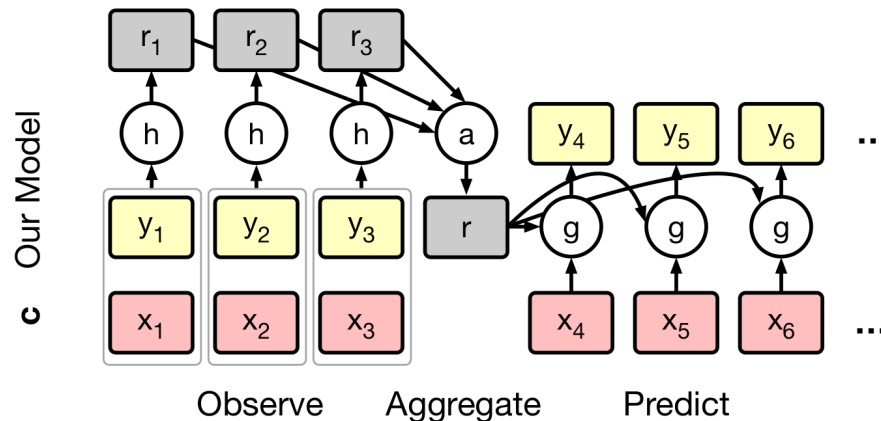 r₁ r₂ r₃
h h h a
y₄ y₅ y₆ ...
y₁ y₂ y₃ r g g g
x₁ x₂ x₃ x₄ x₅ x₆ ...
Observe Aggregate Predict
c Our Model